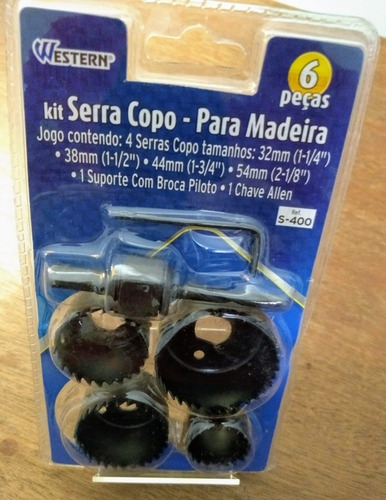 WESTERN
6
peças
kit Serra Copo - Para Madeira
Jogo contendo: 4 Serras Copo tamanhos: 32mm (1-1/4")
• 38mm (1-1/2") • 44mm (1-3/4") • 54mm (2-1/8")
• 1 Suporte Com Broca Piloto • 1 Chave Allen
Ref.
S-400